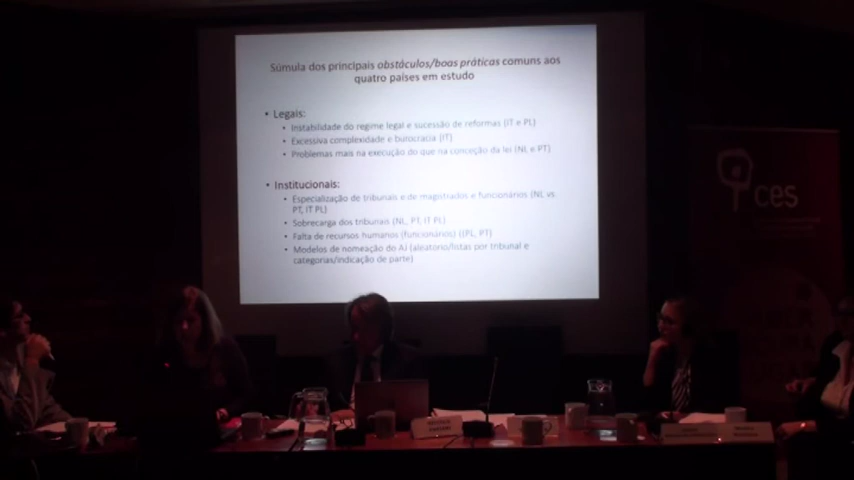 Súmula dos principais obstáculos/boas práticas comuns aos
quatro países em estudo
• Legais:
• Instabilidade do regime legal e sucessão de reformas (IT e PL)
• Excessiva complexidade e burocracia (IT)
• Problemas mais na execução do que na conceção da lei (NL e PT)
• Institucionais:
• Especialização de tribunais e de magistrados e funcionários (NL vs.
PT, IT PL)
• Sobrecarga dos tribunais (NL, PT, IT PL)
• Falta de recursos humanos (funcionários) ((PL, PT)
• Modelos de nomeação do AJ (aleatório/listas por tribunal e
categorias/indicação de parte)
ces